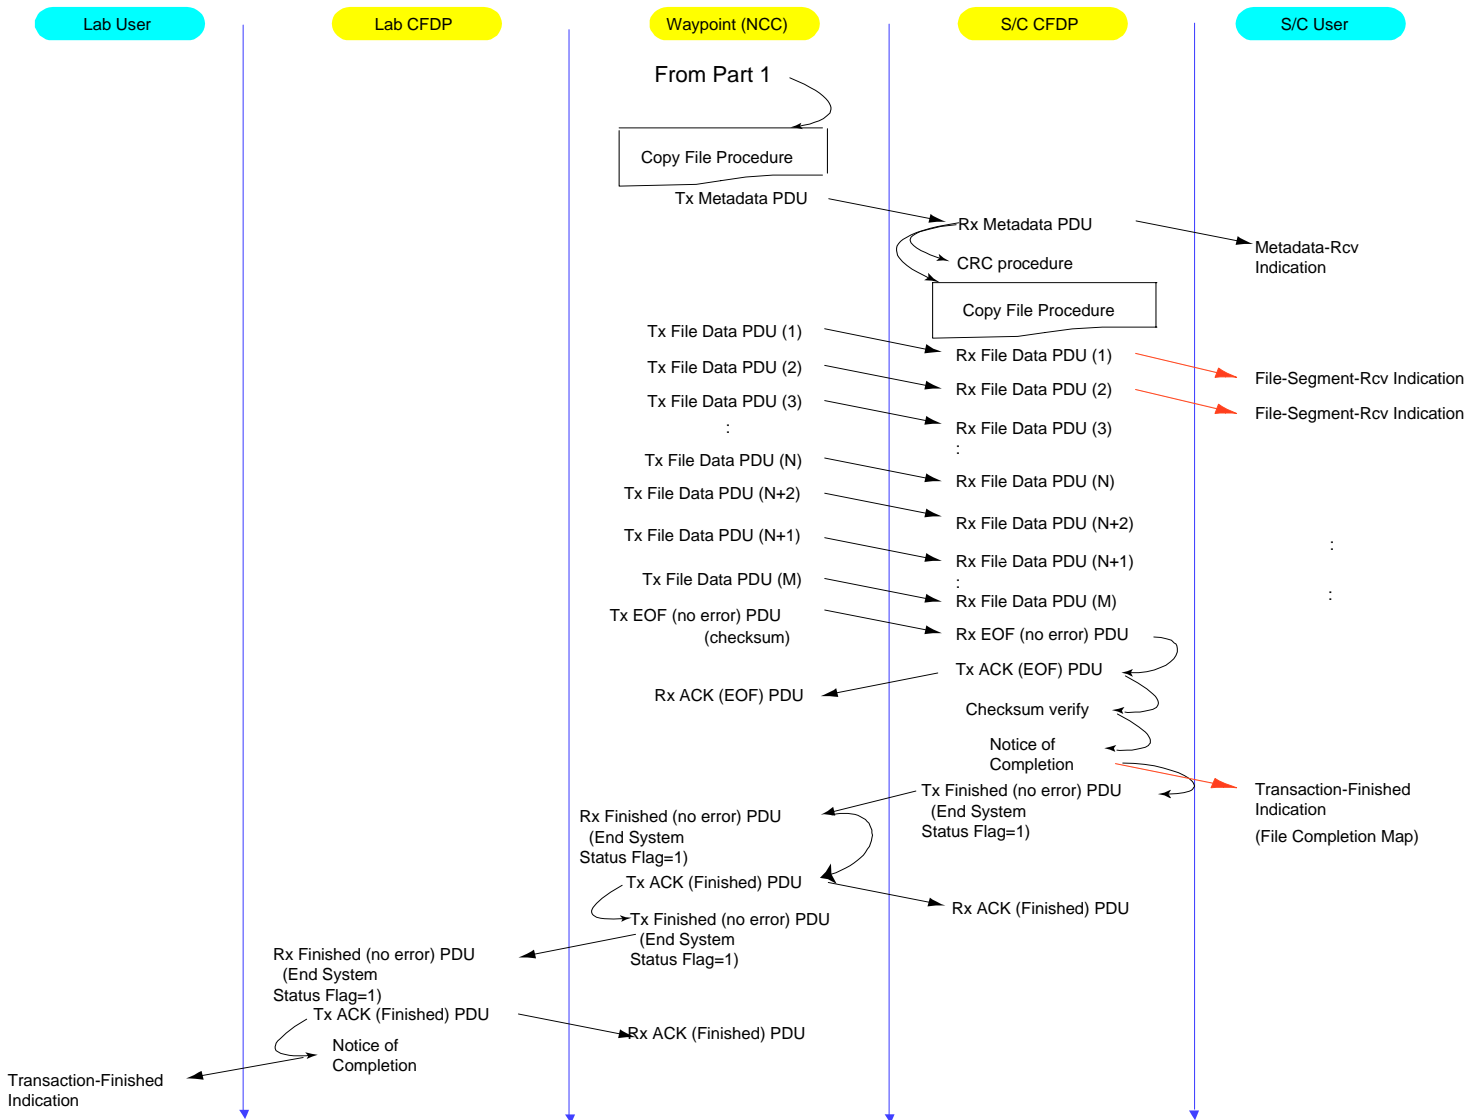 Lab User
Lab CFDP
Waypoint (NCC)
S/C CFDP
S/C User
From Part 1
Copy File Procedure
Tx Metadata PDU
Rx Metadata PDU
Metadata-Rcv
Indication
CRC procedure
Copy File Procedure
Tx File Data PDU (1)
Rx File Data PDU (1)
File-Segment-Rcv Indication
Tx File Data PDU (2)
Rx File Data PDU (2)
File-Segment-Rcv Indication
Tx File Data PDU (3)
Rx File Data PDU (3)
:
:
Tx File Data PDU (N)
Rx File Data PDU (N)
Tx File Data PDU (N+2)
Rx File Data PDU (N+2)
Tx File Data PDU (N+1)
Rx File Data PDU (N+1)
:
:
Tx File Data PDU (M)
Rx File Data PDU (M)
:
Tx EOF (no error) PDU
(checksum)
Rx EOF (no error) PDU
Tx ACK (EOF) PDU
Rx ACK (EOF) PDU
Checksum verify
Notice of
Completion
Transaction-Finished
Indication
(File Completion Map)
Tx Finished (no error) PDU
(End System
Status Flag=1)
Rx Finished (no error) PDU
(End System
Status Flag=1)
Tx ACK (Finished) PDU
Rx ACK (Finished) PDU
Tx Finished (no error) PDU
(End System
Status Flag=1)
Rx Finished (no error) PDU
(End System
Status Flag=1)
Tx ACK (Finished) PDU
Rx ACK (Finished) PDU
Notice of
Completion
Transaction-Finished
Indication